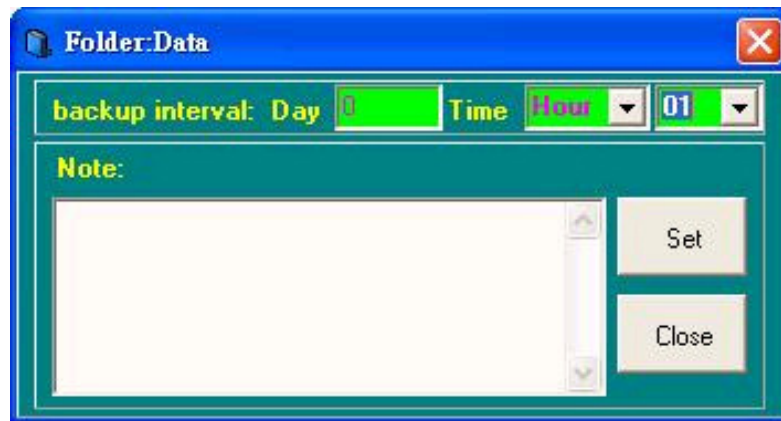 Folder:Data
backup interval: Day 0 Time Hour 01
Note:
Set
Close